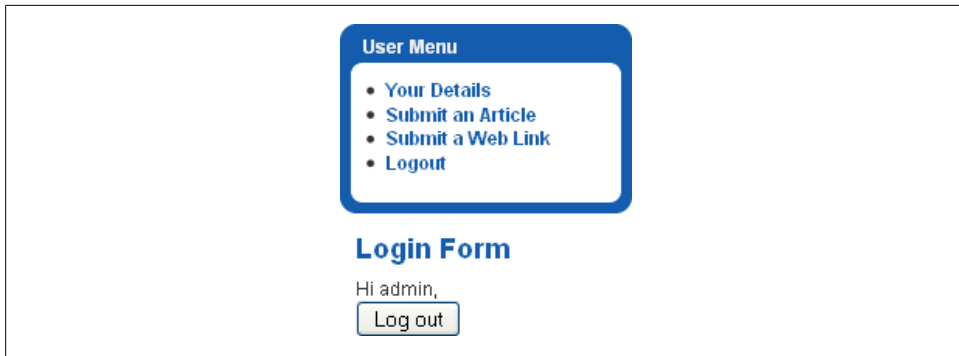 User Menu
Your Details
Submit an Article
Submit a Web Link
Logout
Login Form
Hi admin,
Log out